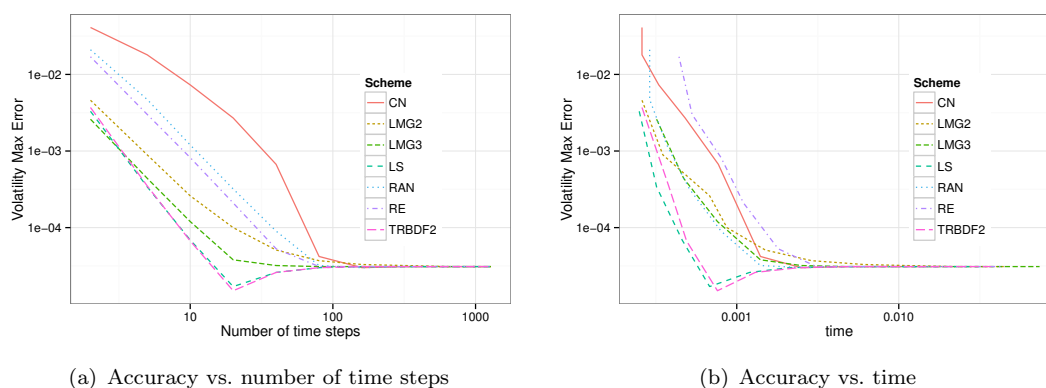 1e−02
1e−03
1e−04
Volatility Max Error
10
100
1000
Number of time steps
Scheme
CN
LMG2
LMG3
LS
RAN
RE
TRBDF2
(a) Accuracy vs. number of time steps
1e−02
1e−03
1e−04
Volatility Max Error
0.001
0.010
time
Scheme
CN
LMG2
LMG3
LS
RAN
RE
TRBDF2
(b) Accuracy vs. time